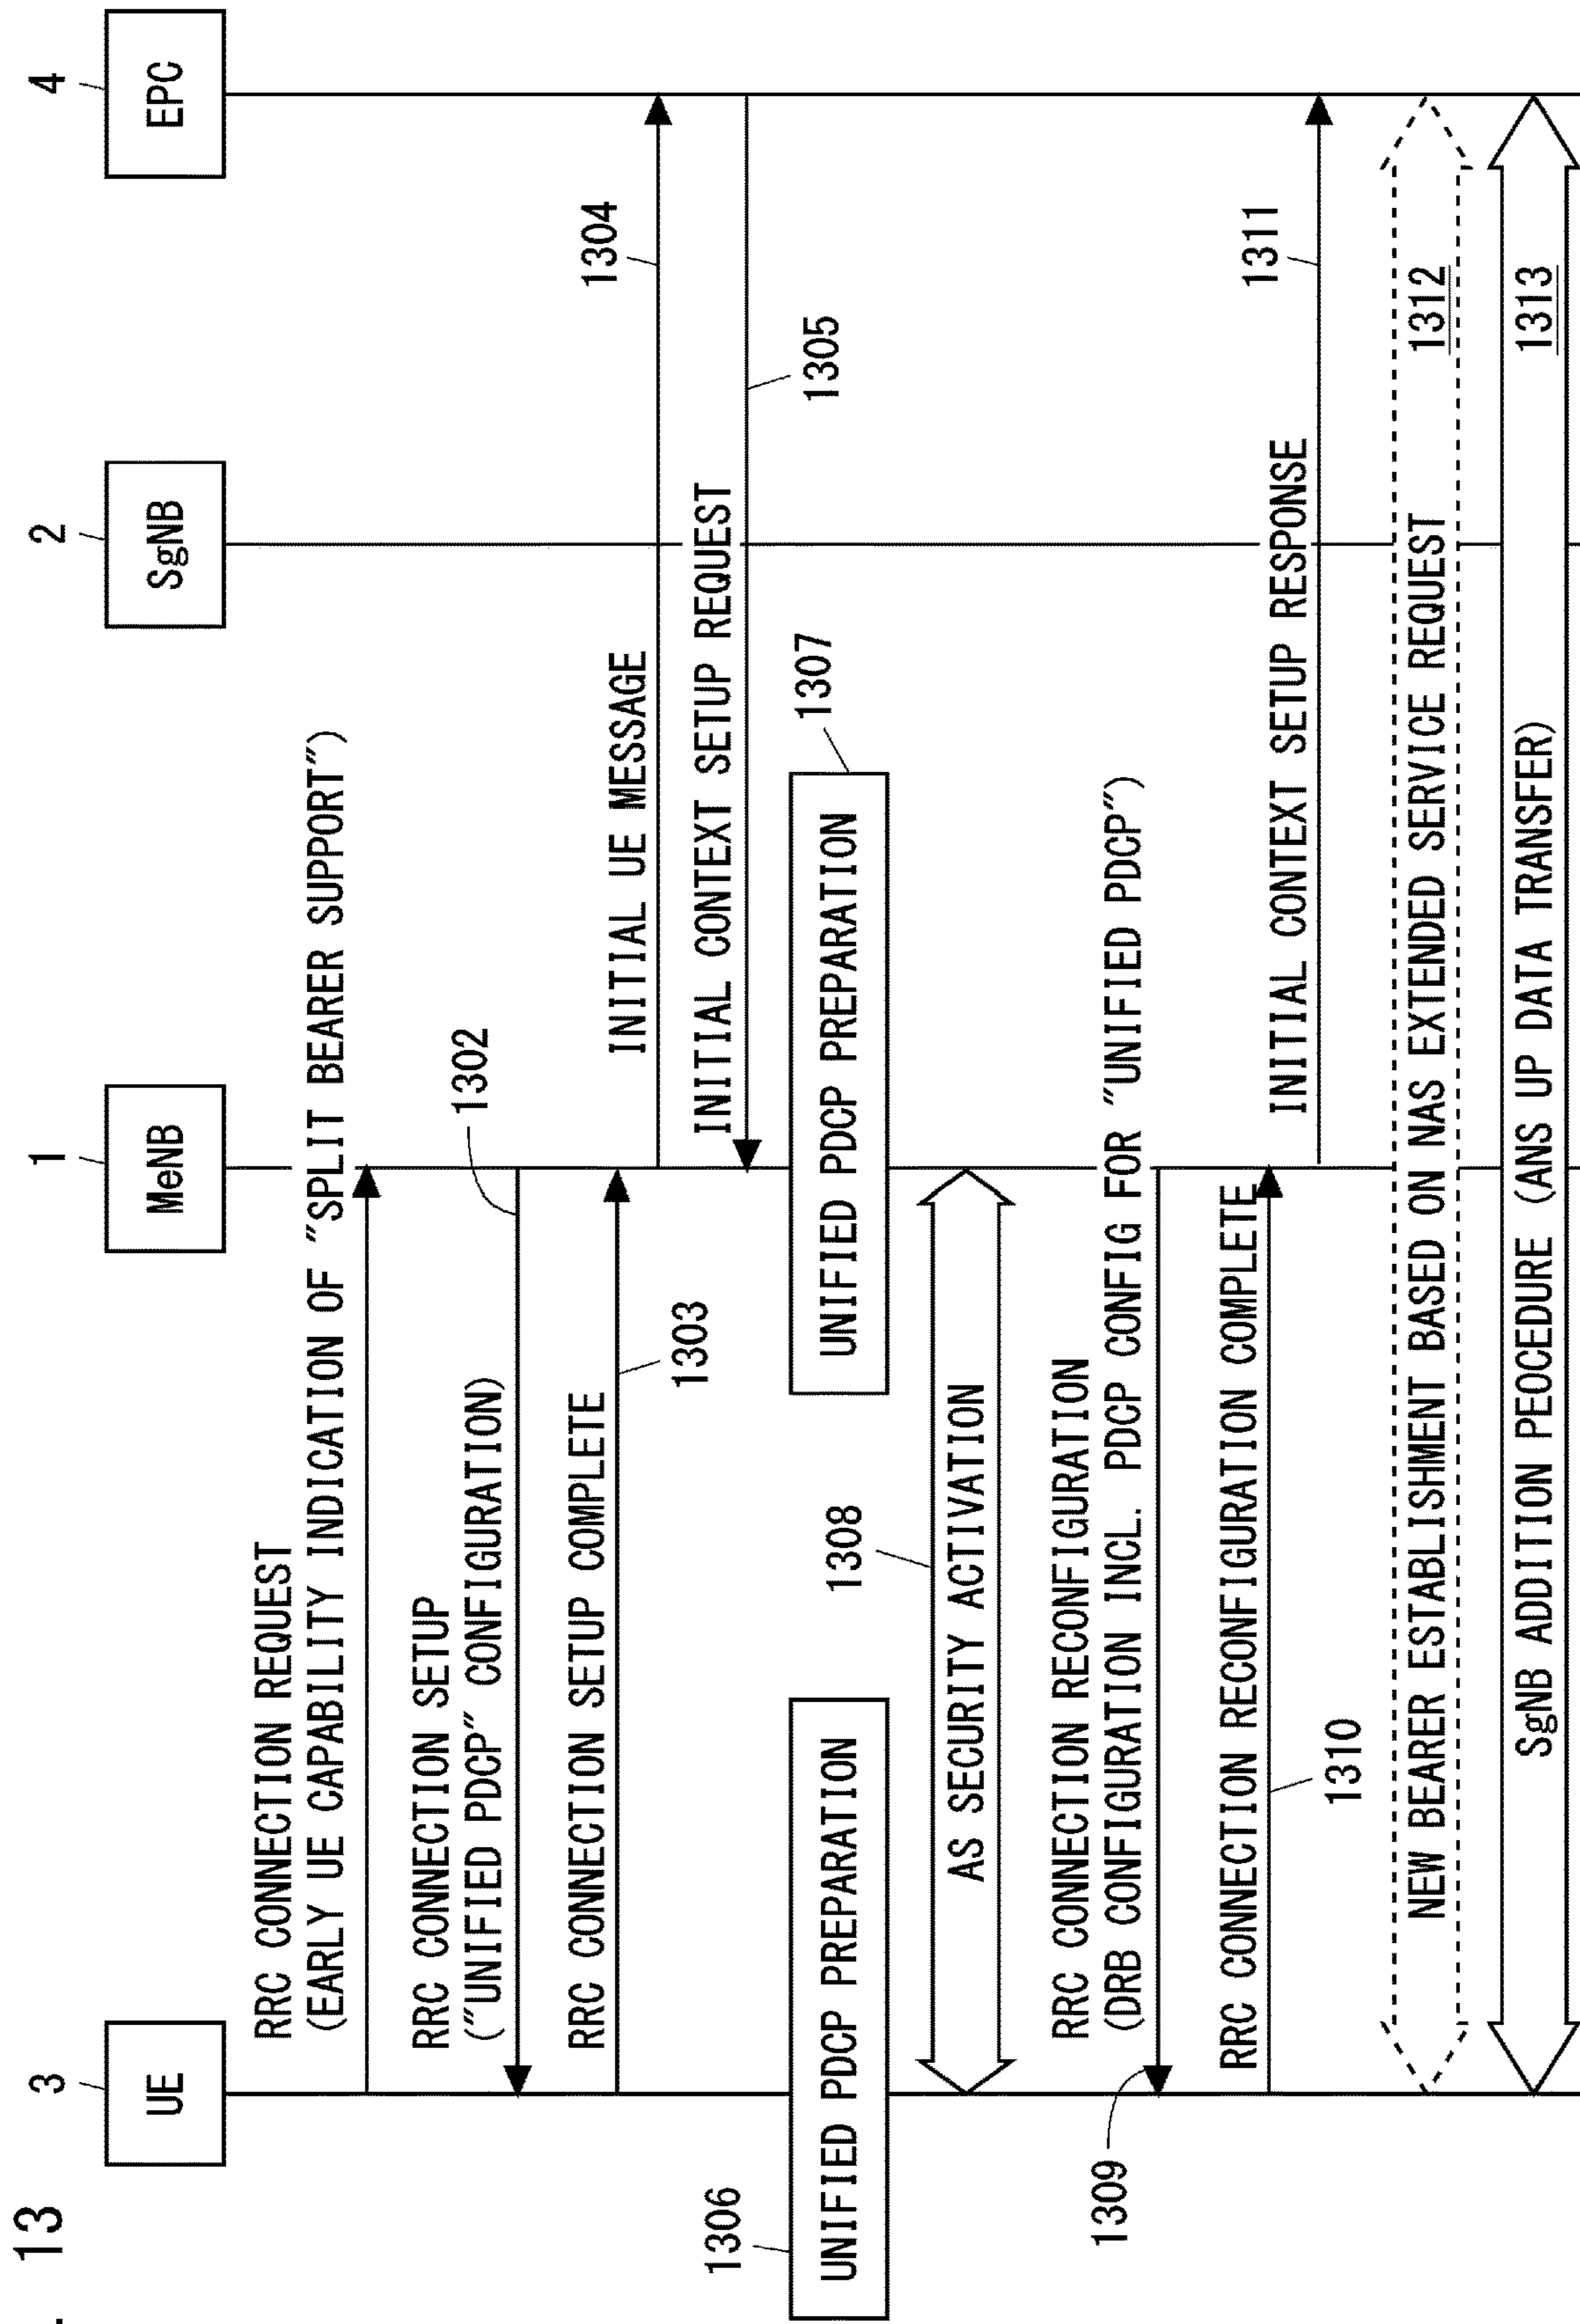 13
3
1
2
4
UE
MeNB
SgNB
EPC
RRC CONNECTION REQUEST
(EARLY UE CAPABILITY INDICATION OF "SPLIT BEARER SUPPORT")
RRC CONNECTION SETUP
("UNIFIED PDCP" CONFIGURATION)
1302
RRC CONNECTION SETUP COMPLETE
1303
INITIAL UE MESSAGE
1304
INITIAL CONTEXT SETUP REQUEST
1305
1306
UNIFIED PDCP PREPARATION
UNIFIED PDCP PREPARATION
1307
1308
AS SECURITY ACTIVATION
RRC CONNECTION RECONFIGURATION
(DRB CONFIGURATION INCL. PDCP CONFIG FOR "UNIFIED PDCP")
1309
RRC CONNECTION RECONFIGURATION COMPLETE
1310
INITIAL CONTEXT SETUP RESPONSE
1311
NEW BEARER ESTABLISHMENT BASED ON NAS EXTENDED SERVICE REQUEST
1312
SgNB ADDITION PEOCEDURE (ANS UP DATA TRANSFER)
1313